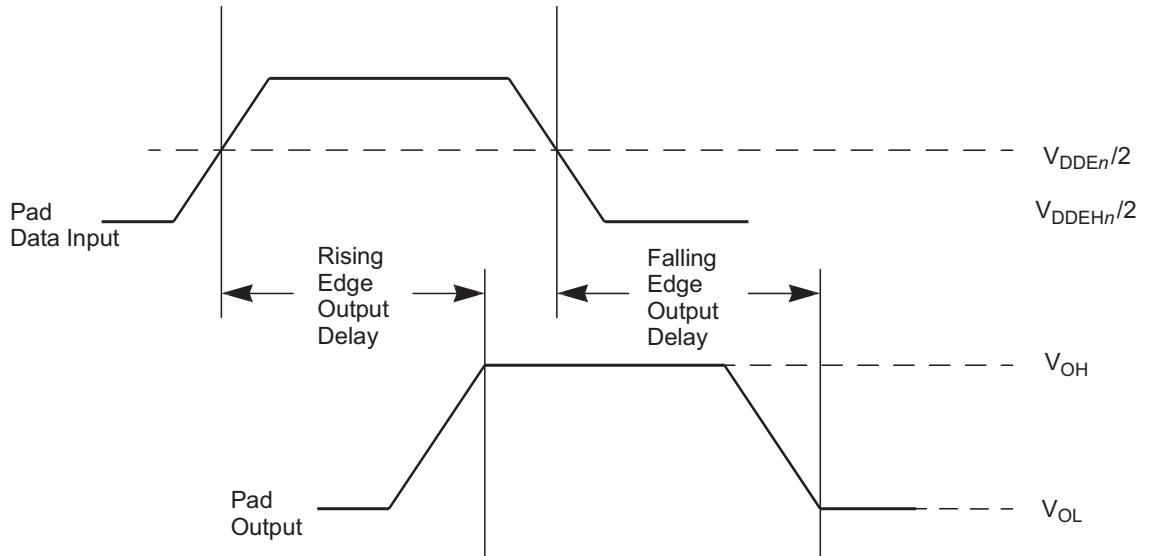 V_DDEn/2
V_DDEHn/2
Pad
Data Input
Rising
Edge
Output
Delay
Falling
Edge
Output
Delay
V_OH
Pad
Output
V_OL